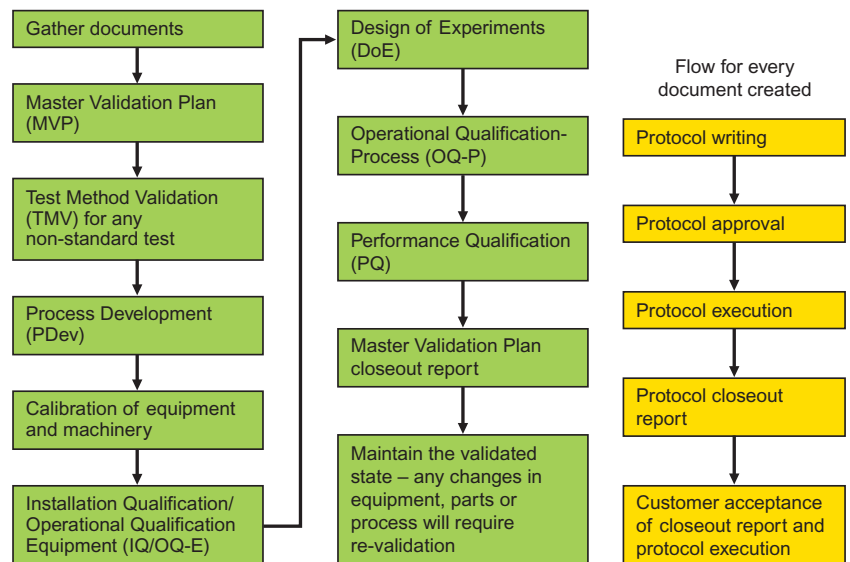 Gather documents
Master Validation Plan
(MVP)
Test Method Validation
(TMV) for any
non-standard test
Process Development
(PDev)
Calibration of equipment
and machinery
Installation Qualification/
Operational Qualification
Equipment (IQ/OQ-E)
Design of Experiments
(DoE)
Operational Qualification-
Process (OQ-P)
Performance Qualification
(PQ)
Master Validation Plan
closeout report
Maintain the validated
state – any changes in
equipment, parts or
process will require
re-validation
Flow for every
document created
Protocol writing
Protocol approval
Protocol execution
Protocol closeout
report
Customer acceptance
of closeout report and
protocol execution